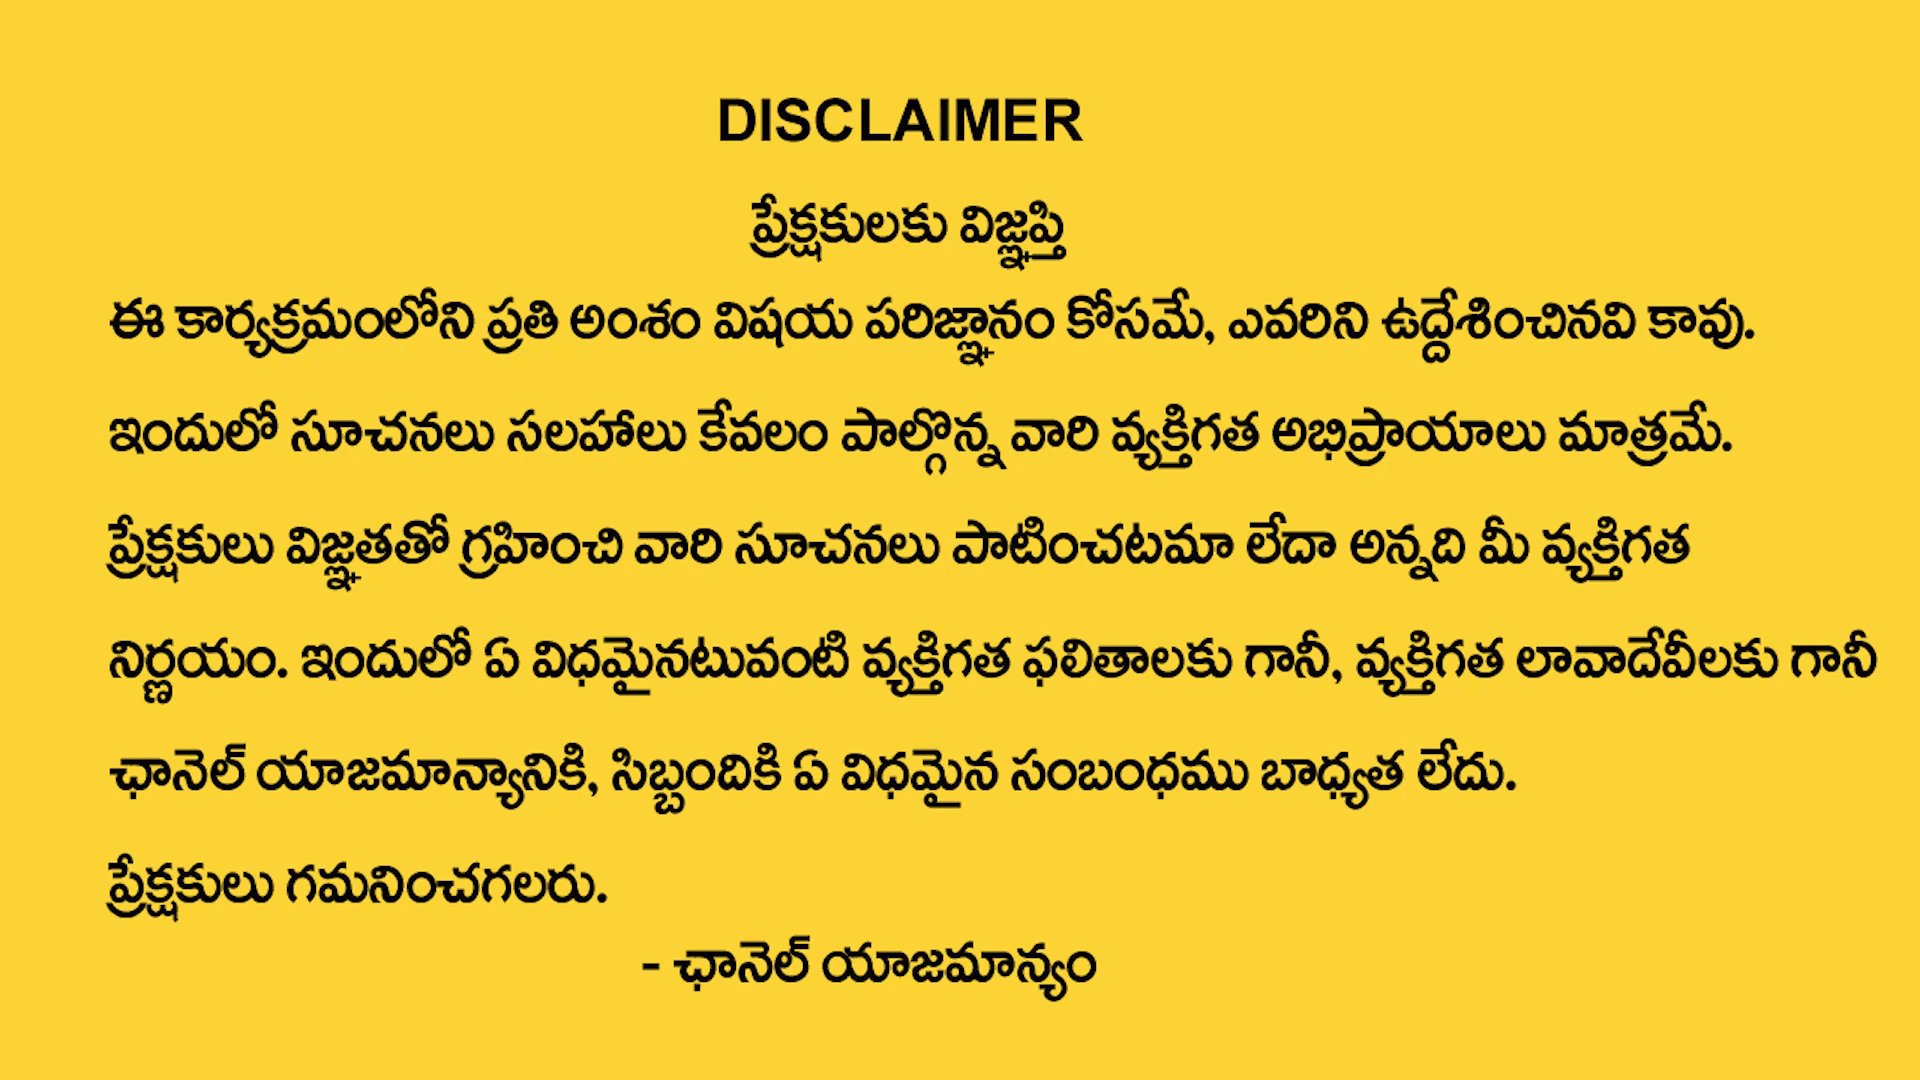 DISCLAIMER
ప్రేక్షకులకు విజ్ఞప్తి
ఈ కార్యక్రమంలోని ప్రతి అంశం విషయ పరిజ్ఞానం కోసమే, ఎవరిని ఉద్దేశించినవి కావు.
ఇందులో సూచనలు సలహాలు కేవలం పాల్గొన్న వారి వ్యక్తిగత అభిప్రాయాలు మాత్రమే.
ప్రేక్షకులు విజ్ఞతతో గ్రహించి వారి సూచనలు పాటించటమా లేదా అన్నది మీ వ్యక్తిగత
నిర్ణయం. ఇందులో ఏ విధమైనటువంటి వ్యక్తిగత ఫలితాలకు గానీ, వ్యక్తిగత లావాదేవీలకు గానీ
ఛానెల్ యాజమాన్యానికి, సిబ్బందికి ఏ విధమైన సంబంధము బాధ్యత లేదు.
ప్రేక్షకులు గమనించగలరు.
- ఛానెల్ యాజమాన్యం